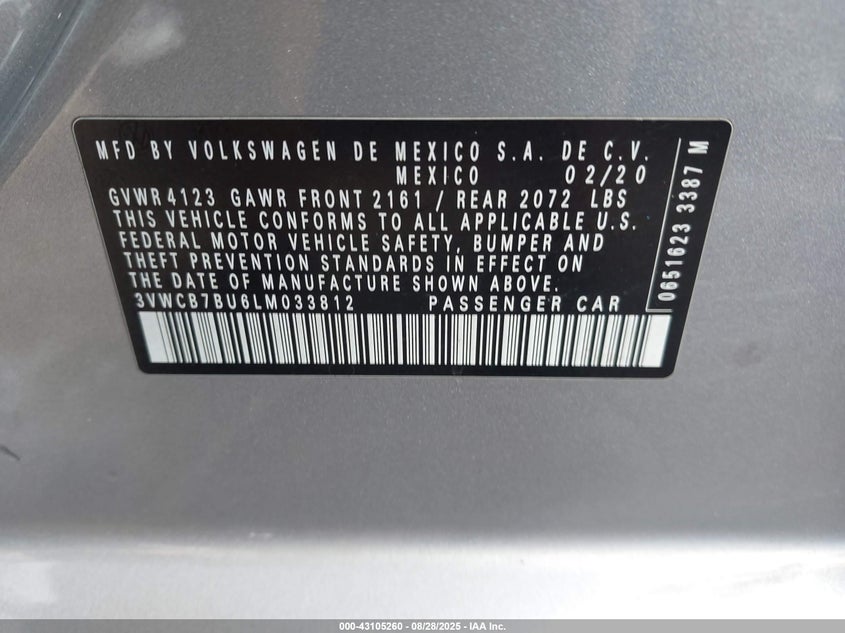 MFD BY VOLKSWAGEN DE MEXICO S.A. DE C.V.
MEXICO 02/20
GVWR 4123 GAWR FRONT 2161 / REAR 2072 LBS
THIS VEHICLE CONFORMS TO ALL APPLICABLE U.S.
FEDERAL MOTOR VEHICLE SAFETY, BUMPER AND
THEFT PREVENTION STANDARDS IN EFFECT ON
THE DATE OF MANUFACTURE SHOWN ABOVE.
3VWCB7BU6LM033812 PASSENGER CAR
0651623 3387 M
000-43105260 - 08/28/2025 - IAA Inc.